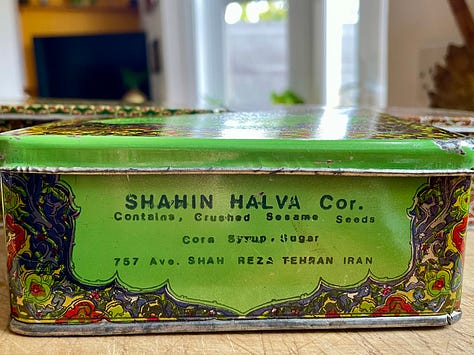 SHAHIN HALVA Cor.
Contains, Crushed Sesame Seeds
Corn Syrup, Sugar
757 Ave. SHAH REZA TEHRAN IRAN